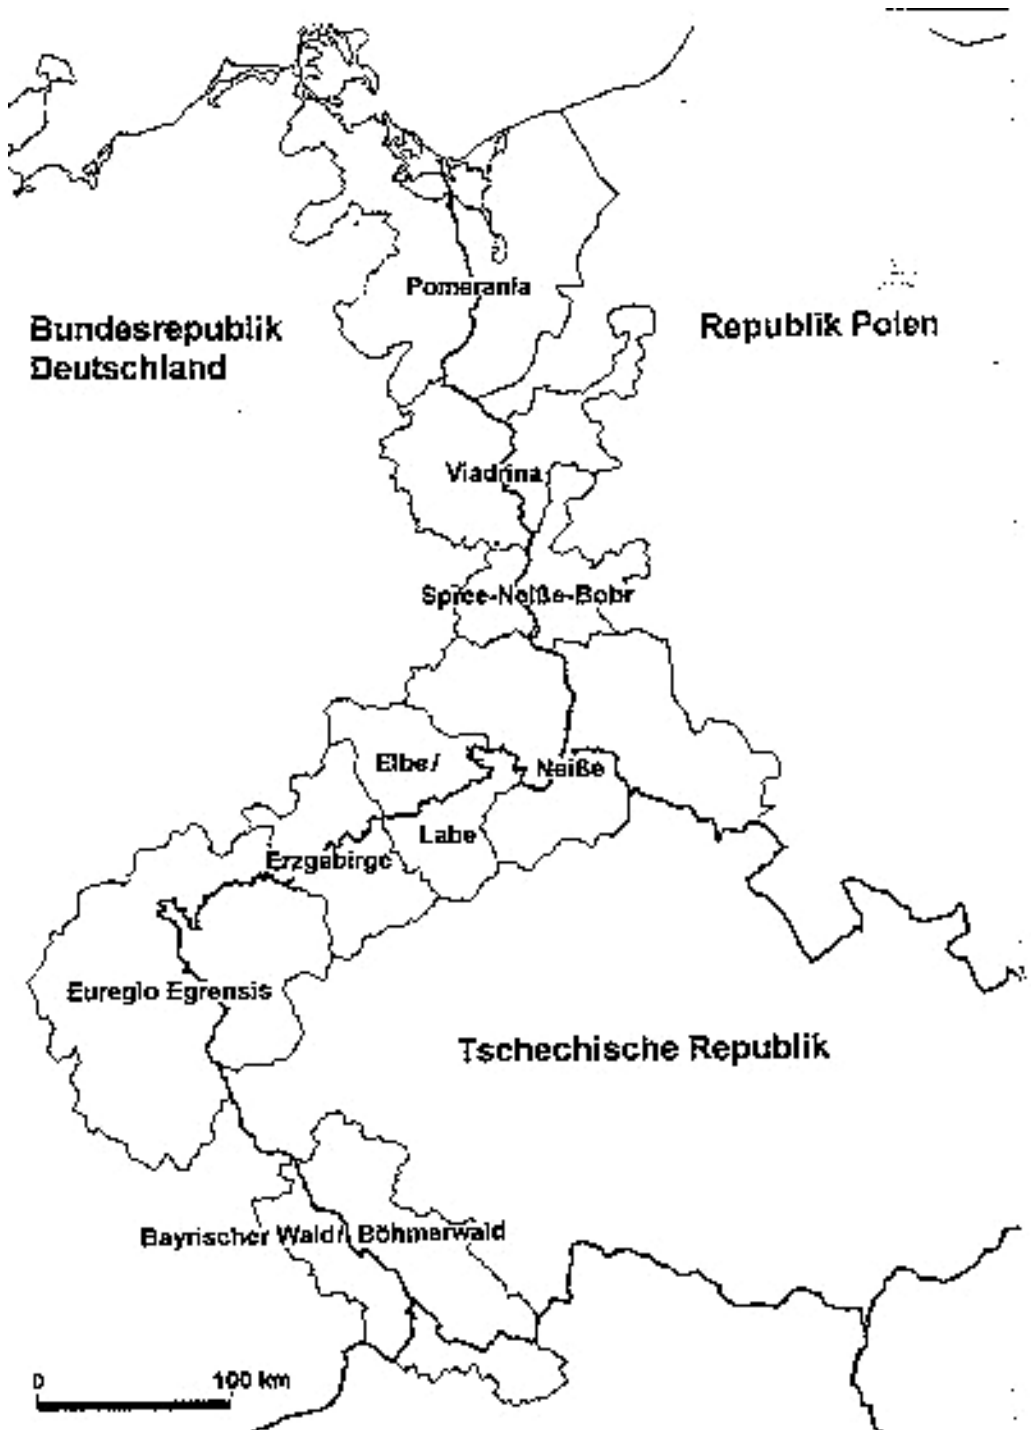 Pomerania
Bundesrepublik
Deutschland
Republik Polen
Viadrina
Spree-Neiße-Bobr
Elbe/
Neiße
Labe
Erzgebirge
Euregio Egrensis
Tschechische Republik
Bayrischer Wald/ Böhmerwald
0 100 km